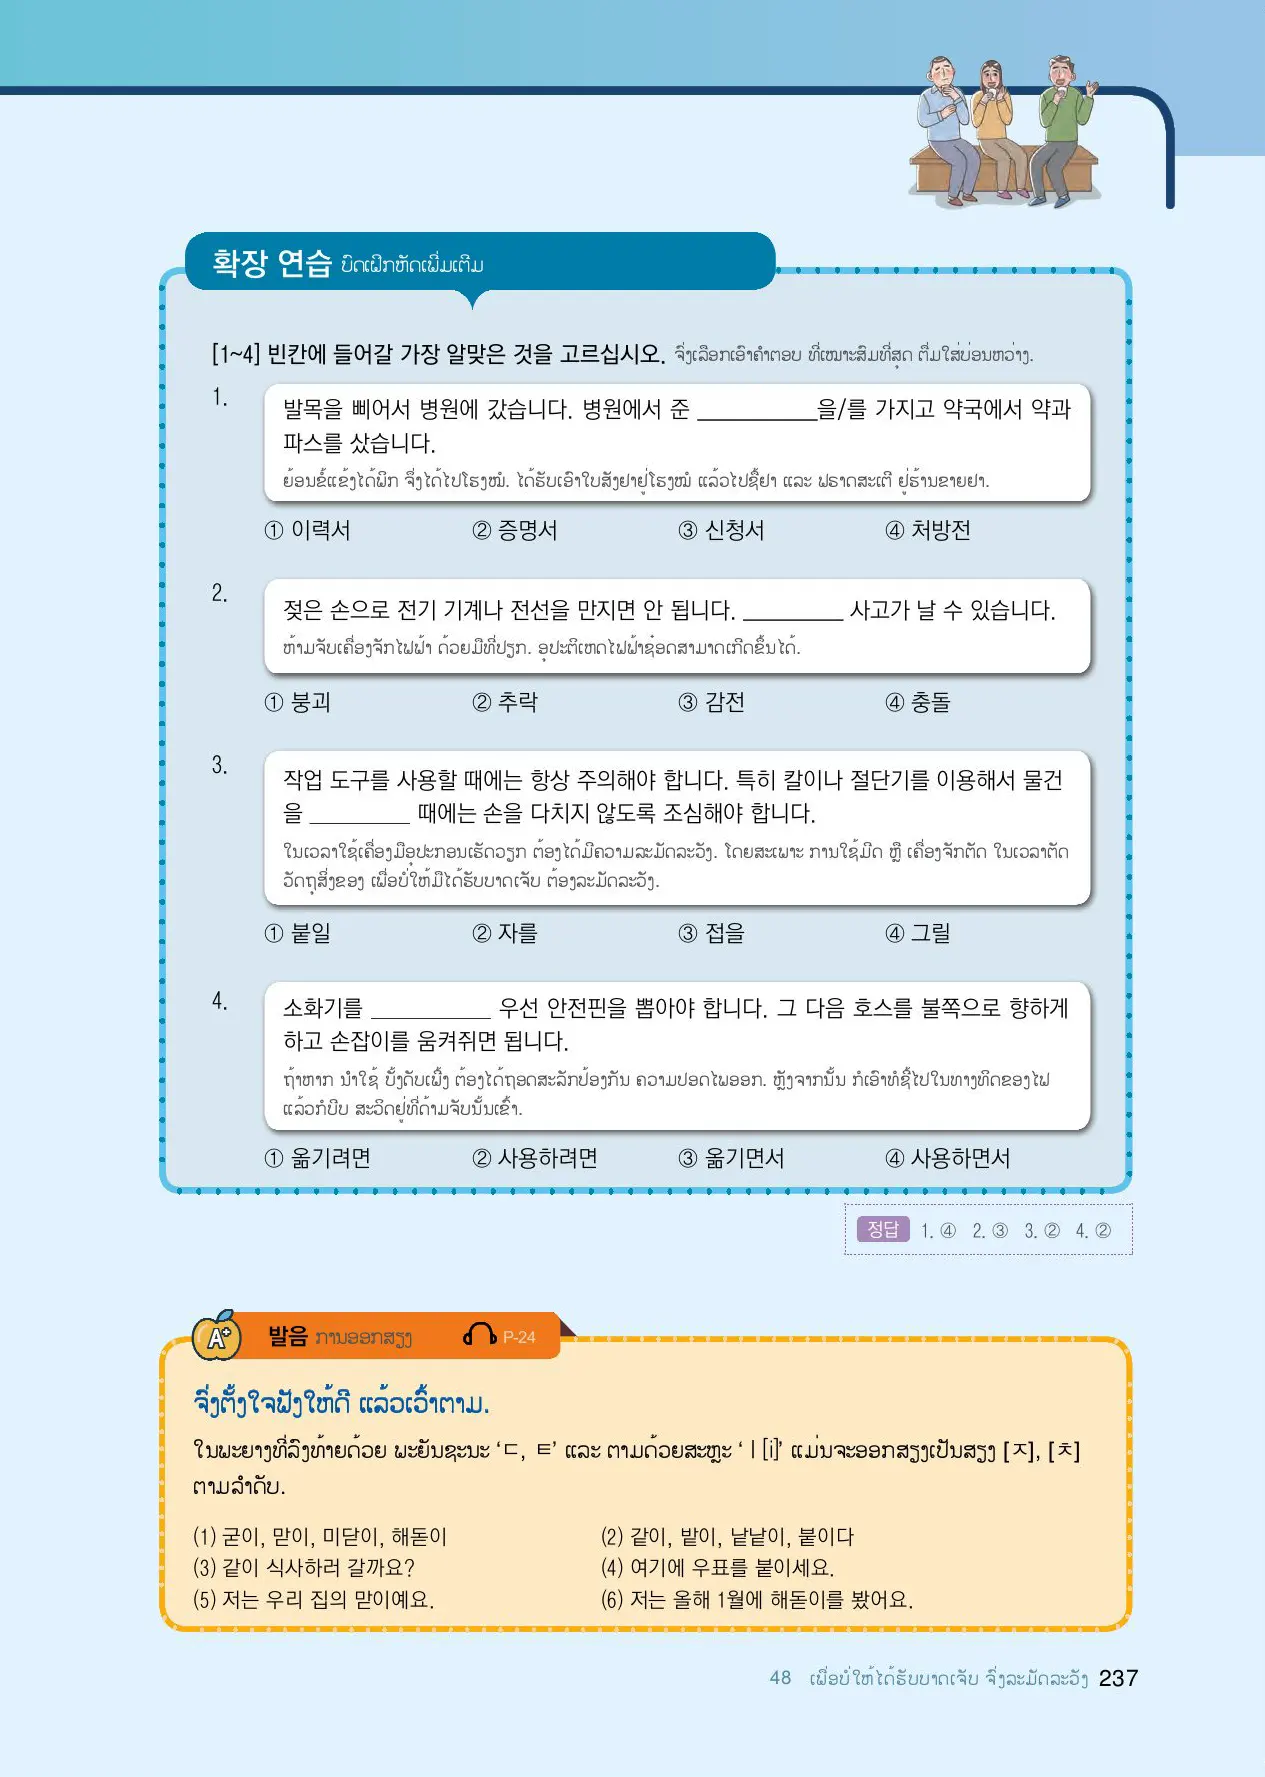 확장 연습 ບົດເຝິກຫັດເພີ່ມເຕີມ
[1~4] 빈칸에 들어갈 가장 알맞은 것을 고르십시오. ຈົ່ງເລືອກເອົາຄຳຕອບ ທີ່ເໝາະສົມທີ່ສຸດ ຕື່ມໃສ່ບ່ອນຫວ່າງ.
1. 발목을 삐어서 병원에 갔습니다. 병원에서 준 __________을/를 가지고 약국에서 약과
파스를 샀습니다.
ຍ້ອນຂໍ້ແຂ້ງໄດ້ພິກ ຈຶ່ງໄດ້ໄປໂຮງໝໍ. ໄດ້ຮັບເອົາໃບສັ່ງຢາຢູ່ໂຮງໝໍ ແລ້ວໄປຊື້ຢາ ແລະ ຟຣາດສະເຕີ ຢູ່ຮ້ານຂາຍຢາ.
① 이력서 ② 증명서 ③ 신청서 ④ 처방전
2. 젖은 손으로 전기 기계나 전선을 만지면 안 됩니다. ________ 사고가 날 수 있습니다.
ຫ້າມຈັບເຄື່ອງຈັກໄຟຟ້າ ດ້ວຍມືທີ່ປຽກ. ອຸປະຕິເຫດໄຟຟ້າຊ໋ອດສາມາດເກີດຂຶ້ນໄດ້.
① 붕괴 ② 추락 ③ 감전 ④ 충돌
3. 작업 도구를 사용할 때에는 항상 주의해야 합니다. 특히 칼이나 절단기를 이용해서 물건
을 ________ 때에는 손을 다치지 않도록 조심해야 합니다.
ໃນເວລາໃຊ້ເຄື່ອງມືອຸປະກອນເຮັດວຽກ ຕ້ອງໄດ້ມີຄວາມລະມັດລະວັງ. ໂດຍສະເພາະ ການໃຊ້ມີດ ຫຼື ເຄື່ອງຈັກຕັດ ໃນເວລາຕັດ
ວັດຖຸສິ່ງຂອງ ເພື່ອບໍ່ໃຫ້ມືໄດ້ຮັບບາດເຈັບ ຕ້ອງລະມັດລະວັງ.
① 붙일 ② 자를 ③ 접을 ④ 그릴
4. 소화기를 __________ 우선 안전핀을 뽑아야 합니다. 그 다음 호스를 불쪽으로 향하게
하고 손잡이를 움켜쥐면 됩니다.
ຖ້າຫາກ ນຳໃຊ້ ບັ້ງດັບເພີ້ງ ຕ້ອງໄດ້ຖອດສະລັກປ້ອງກັນ ຄວາມປອດໄພອອກ. ຫຼັງຈາກນັ້ນ ກໍເອົາທໍ່ຊີ້ໄປໃນທາງທິດຂອງໄຟ
ແລ້ວກໍບີບ ສະວິດຢູ່ທີ່ດ້າມຈັບນັ້ນເຂົ້າ.
① 옮기려면 ② 사용하려면 ③ 옮기면서 ④ 사용하면서
정답 1. ④ 2. ③ 3. ② 4. ②
A+ 발음 ການອອກສຽງ P-24
ຈົ່ງຕັ້ງໃຈຟັງໃຫ້ດີ ແລ້ວເວົ້າຕາມ.
ໃນພະຍາງທີ່ລົງທ້າຍດ້ວຍ ພະຍັນຊະນະ ‘ㄷ, ㅌ’ ແລະ ຕາມດ້ວຍສະຫຼະ ‘ㅣ[i]’ ແມ່ນຈະອອກສຽງເປັນສຽງ [ㅈ], [ㅊ]
ຕາມລຳດັບ.
(1) 굳이, 맏이, 미닫이, 해돋이 (2) 같이, 밭이, 낱낱이, 붙이다
(3) 같이 식사하러 갈까요? (4) 여기에 우표를 붙이세요.
(5) 저는 우리 집의 맏이예요. (6) 저는 올해 1월에 해돋이를 봤어요.
48 ເພື່ອບໍ່ໃຫ້ໄດ້ຮັບບາດເຈັບ ຈົ່ງລະມັດລະວັງ 237